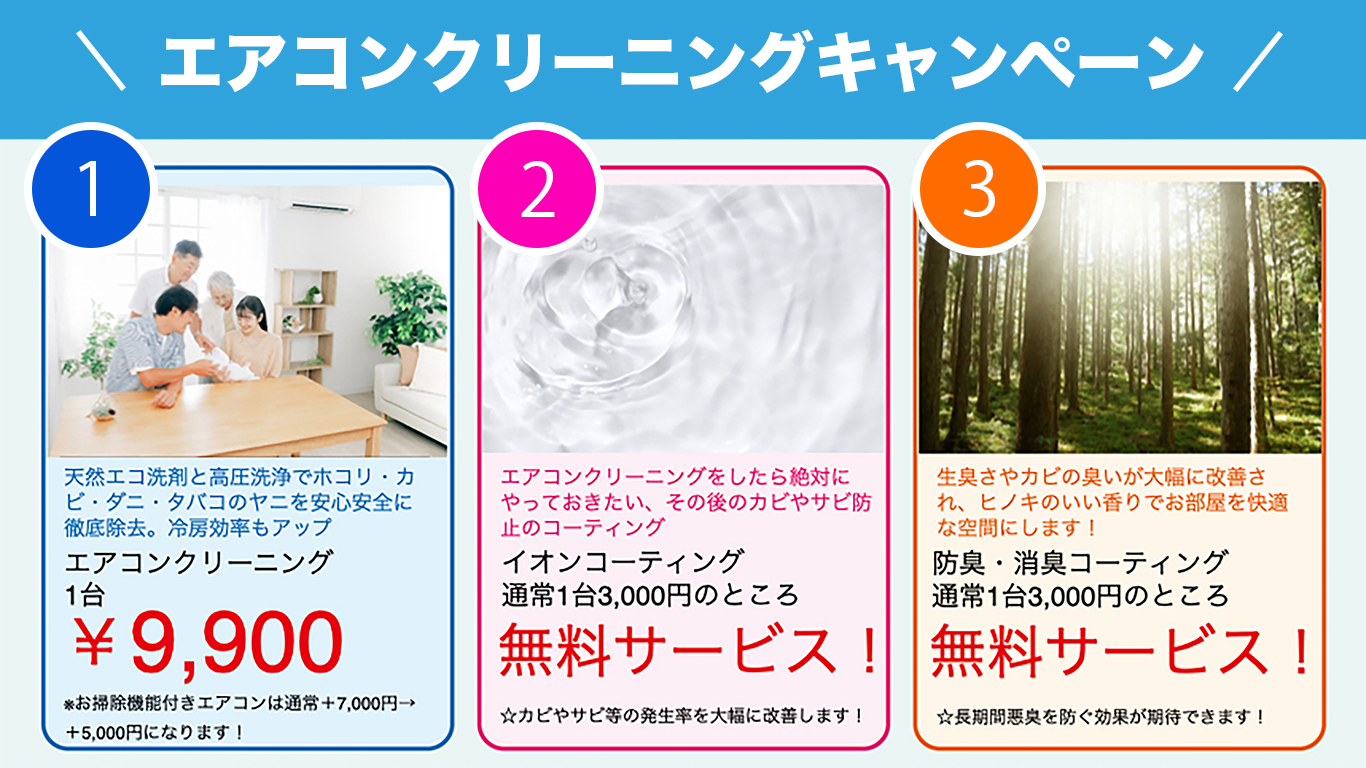 \ エアコンクリーニングキャンペーン /
1
天然エコ洗剤と高圧洗浄でホコリ・カ
ビ・ダニ・タバコのヤニを安心安全に
徹底除去。冷房効率もアップ
エアコンクリーニング
1台
￥9,900
※お掃除機能付きエアコンは通常＋7,000円→
＋5,000円になります！
2
エアコンクリーニングをしたら絶対に
やっておきたい、その後のカビやサビ防
止のコーティング
イオンコーティング
通常1台3,000円のところ
無料サービス！
☆カビやサビ等の発生率を大幅に改善します！
3
生臭さやカビの臭いが大幅に改善さ
れ、ヒノキのいい香りでお部屋を快適
な空間にします！
防臭・消臭コーティング
通常1台3,000円のところ
無料サービス！
☆長期間悪臭を防ぐ効果が期待できます！